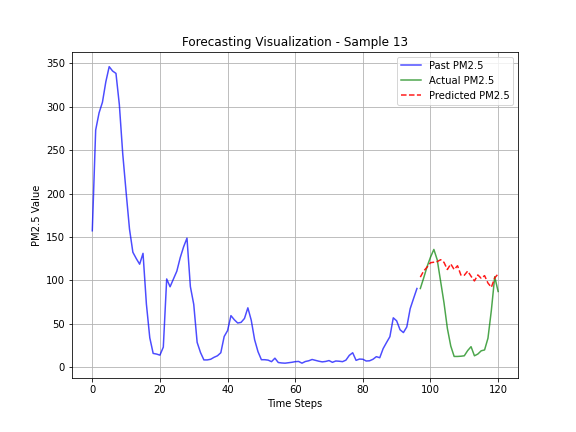 Forecasting Visualization - Sample 13
Past PM2.5
Actual PM2.5
Predicted PM2.5
PM2.5 Value
350
300
250
200
150
100
50
0
0 20 40 60 80 100 120
Time Steps